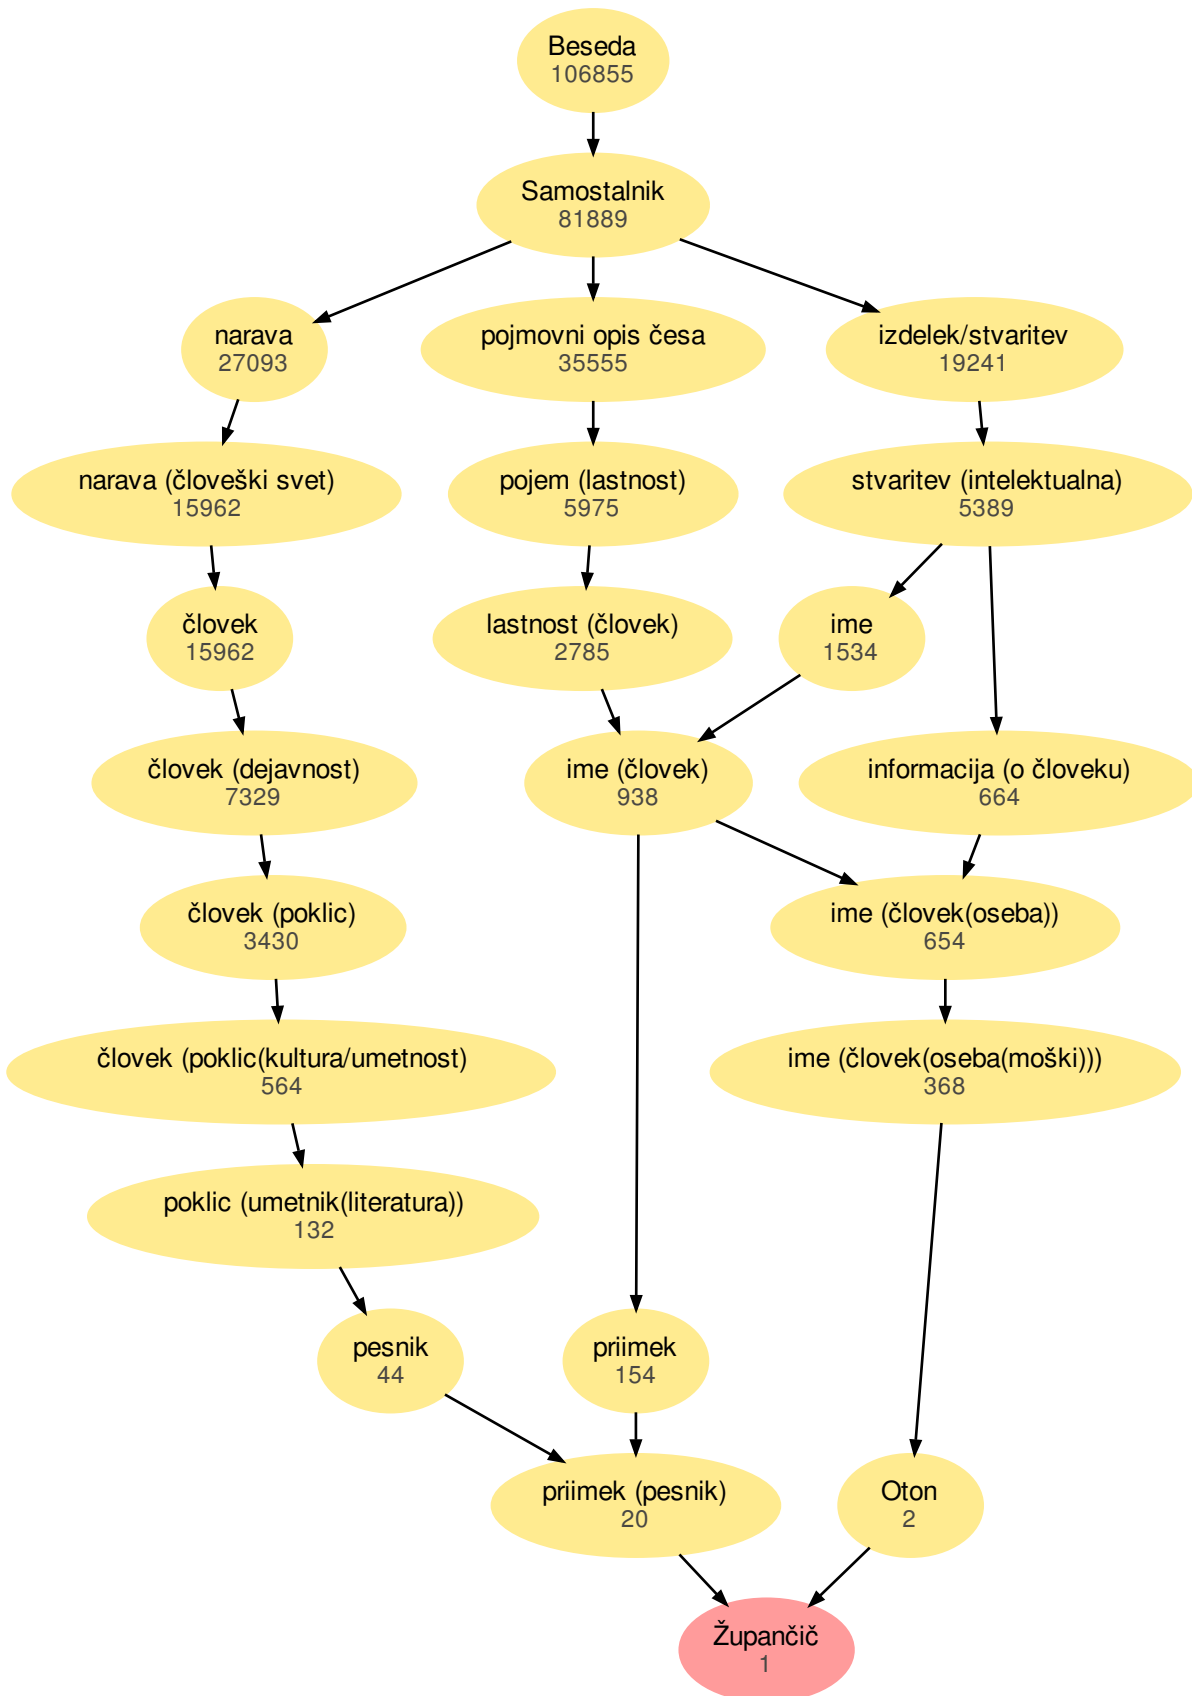 Beseda
106855
Samostalnik
81889
narava
27093
pojmovni opis česa
35555
izdelek/stvaritev
19241
narava (človeški svet)
15962
pojem (lastnost)
5975
stvaritev (intelektualna)
5389
človek
15962
lastnost (človek)
2785
ime
1534
človek (dejavnost)
7329
ime (človek)
938
informacija (o človeku)
664
človek (poklic)
3430
ime (človek(oseba))
654
človek (poklic(kultura/umetnost)
564
ime (človek(oseba(moški)))
368
poklic (umetnik(literatura))
132
pesnik
44
priimek
154
priimek (pesnik)
20
Oton
2
Župančič
1